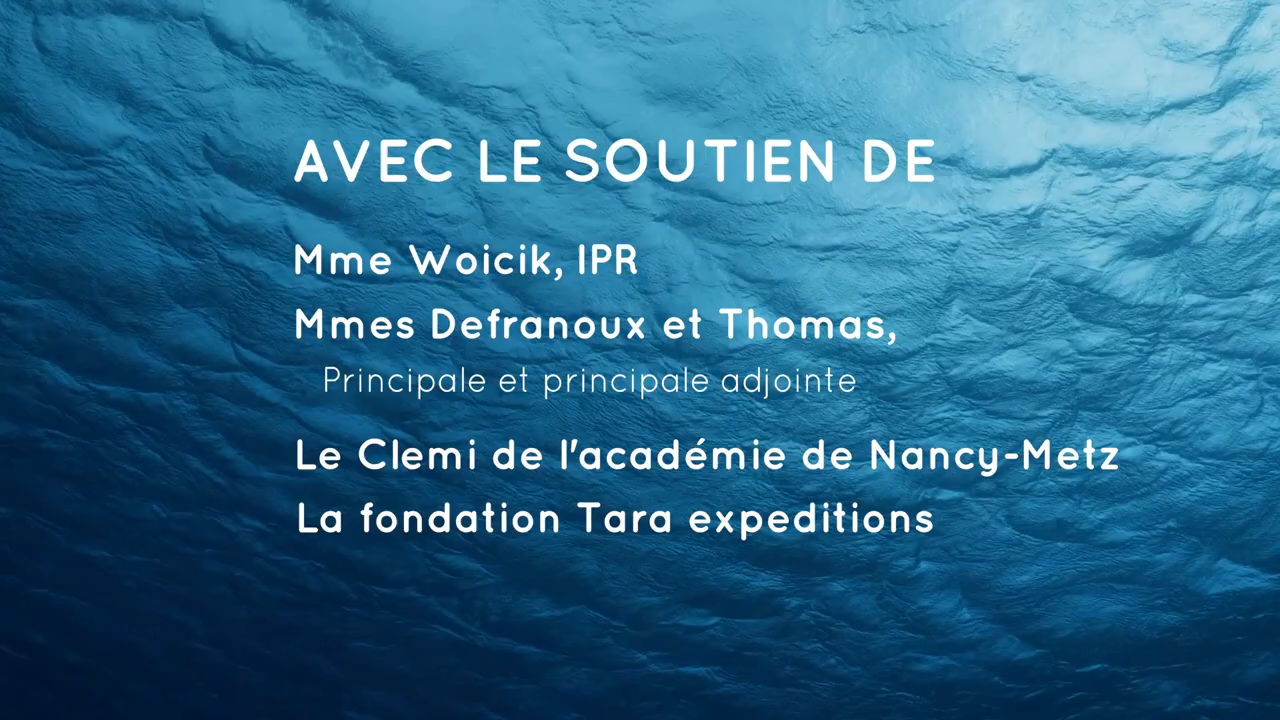 AVEC LE SOUTIEN DE
Mme Woicik, IPR
Mmes Defranoux et Thomas,
Principale et principale adjointe
Le Clemi de l'académie de Nancy-Metz
La fondation Tara expeditions